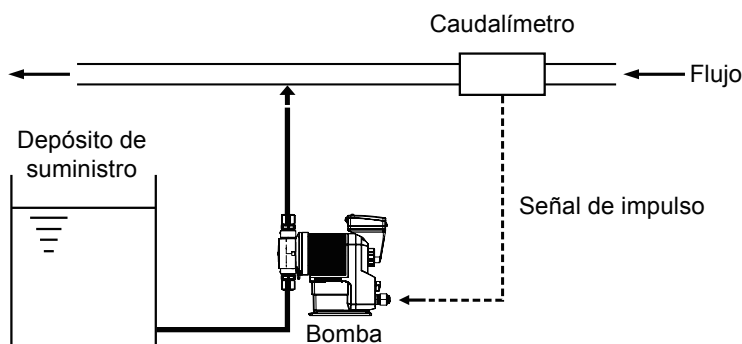 Caudalímetro
Flujo
Depósito de
suministro
Señal de impulso
Bomba